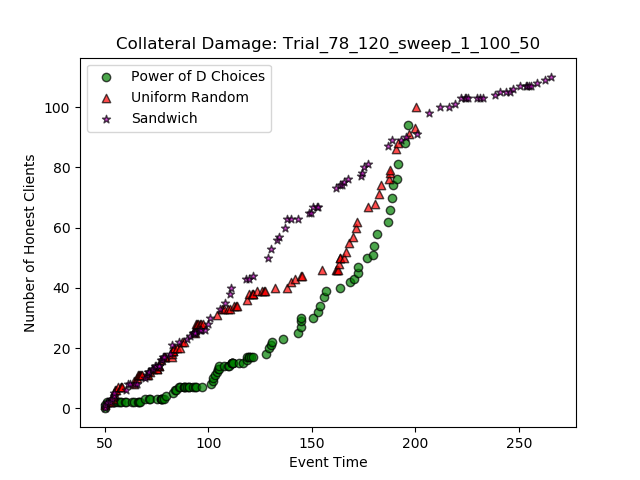 Collateral Damage: Trial_78_120_sweep_1_100_50
Power of D Choices
Uniform Random
Sandwich
Number of Honest Clients
100
80
60
40
20
0
50
100
150
200
250
Event Time